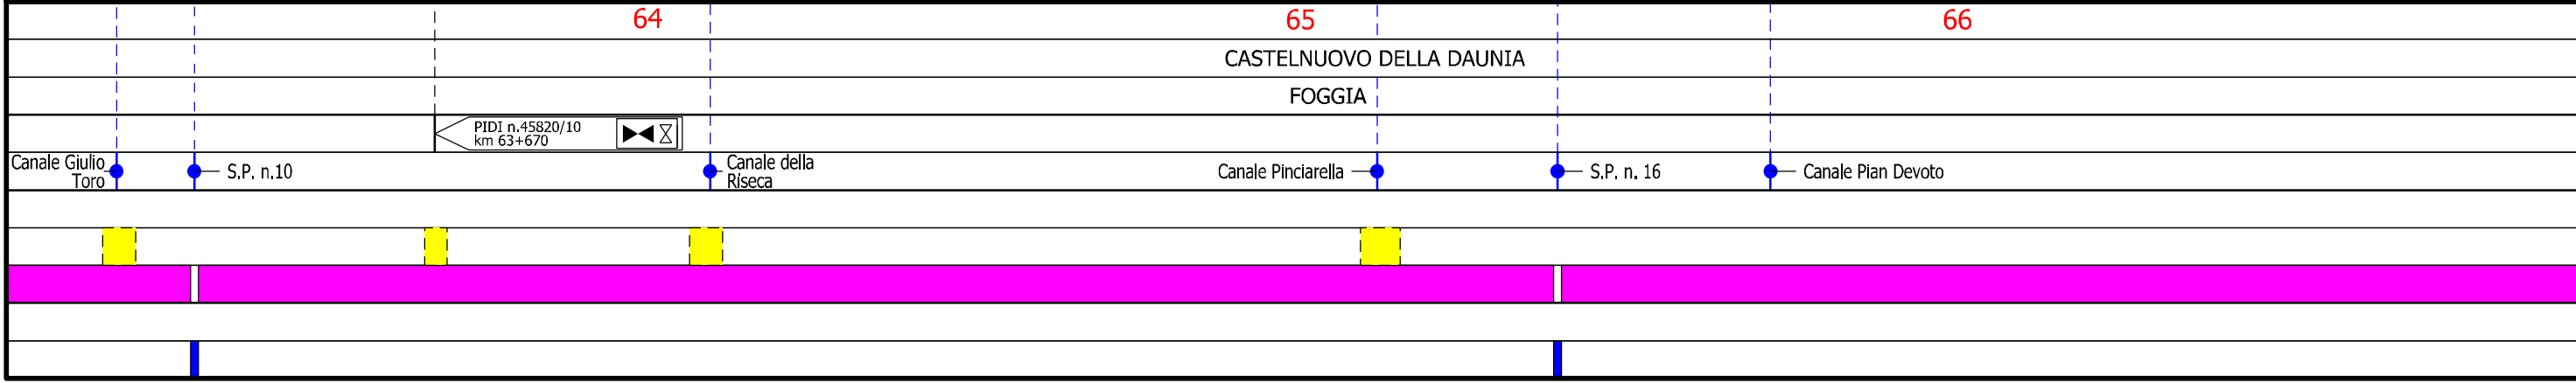 64 65 66
CASTELNUOVO DELLA DAUNIA
FOGGIA
PIDI n.45820/10
km 63+670
Canale Giulio
Toro
S.P. n.10
Canale della
Ríseca
Canale Pinciarella
S.P. n. 16
Canale Pian Devoto